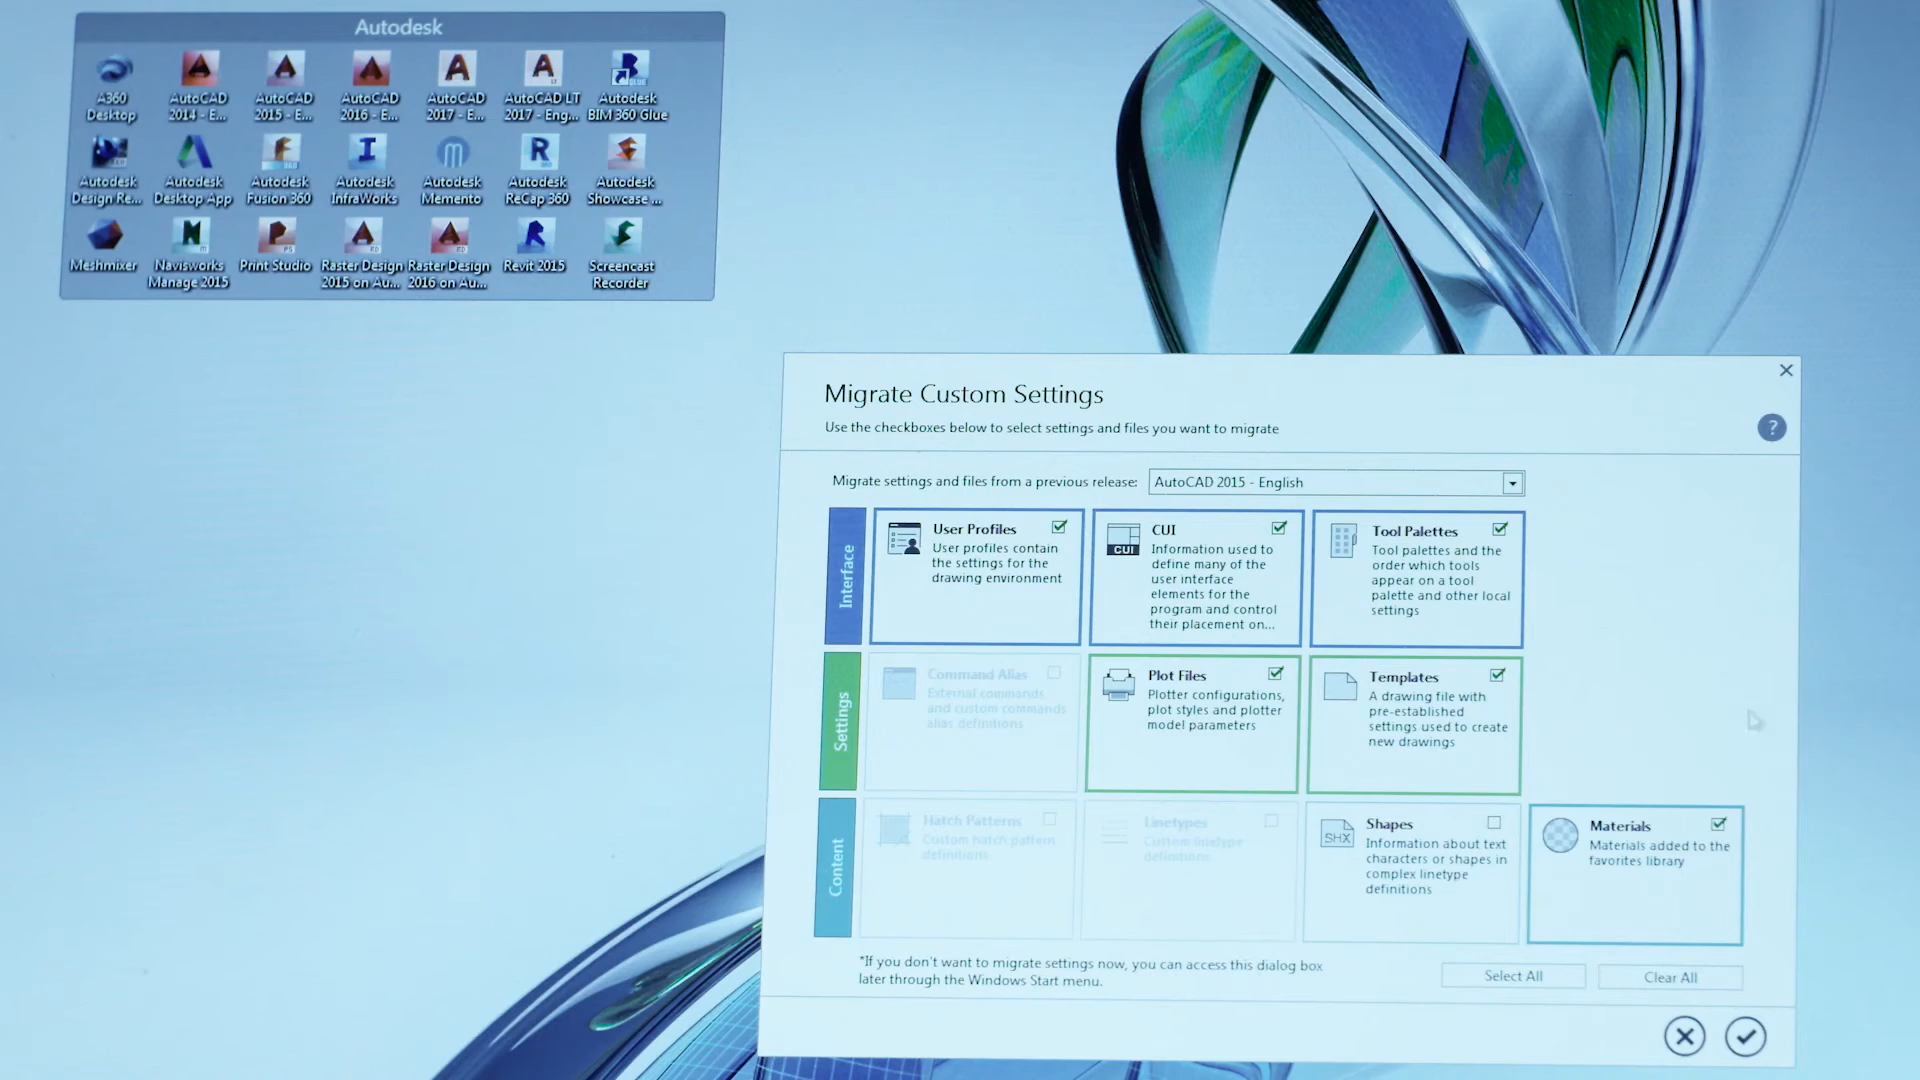 Autodesk
A360
Desktop
AutoCAD
2014 - E...
AutoCAD
2015 - E...
AutoCAD
2016 - E...
AutoCAD
2017 - E...
AutoCAD LT
2017 - Eng...
Autodesk
BIM 360 Glue
Autodesk
Design Re...
Autodesk
Desktop App
Autodesk
Fusion 360
Autodesk
InfraWorks
Autodesk
Memento
Autodesk
ReCap 360
Autodesk
Showcase ...
Meshmixer
Navisworks
Manage 2015
Print Studio
Raster Design
2015 on Au...
Raster Design
2016 on Au...
Revit 2015
Screencast
Recorder
Migrate Custom Settings
Use the checkboxes below to select settings and files you want to migrate
?
Migrate settings and files from a previous release: AutoCAD 2015 - English
Interface
User Profiles
User profiles contain
the settings for the
drawing environment
CUI
CUI
Information used to
define many of the
user interface
elements for the
program and control
their placement on...
Tool Palettes
Tool palettes and the
order which tools
appear on a tool
palette and other local
settings
Settings
Command Alias
External commands
and custom commands
alias definitions
Plot Files
Plotter configurations,
plot styles and plotter
model parameters
Templates
A drawing file with
pre-established
settings used to create
new drawings
Content
Hatch Patterns
Custom hatch pattern
definitions
Linetypes
Custom linetype
definitions
SHX
Shapes
Information about text
characters or shapes in
complex linetype
definitions
Materials
Materials added to the
favorites library
*If you don't want to migrate settings now, you can access this dialog box
later through the Windows Start menu.
Select All
Clear All